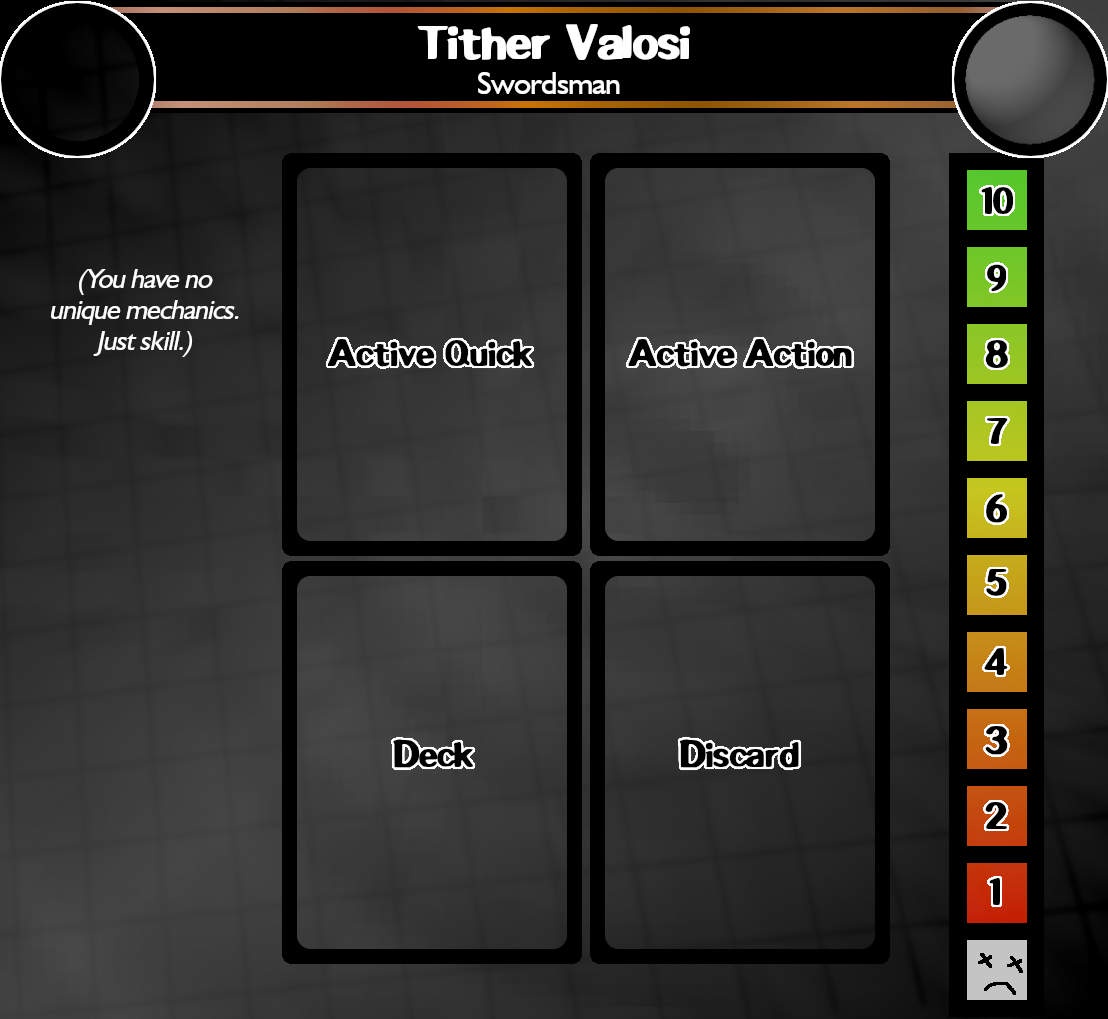 Tither Valosi
Swordsman
(You have no
unique mechanics.
Just skill.)
Active Quick
Active Action
Deck
Discard
10
9
8
7
6
5
4
3
2
1